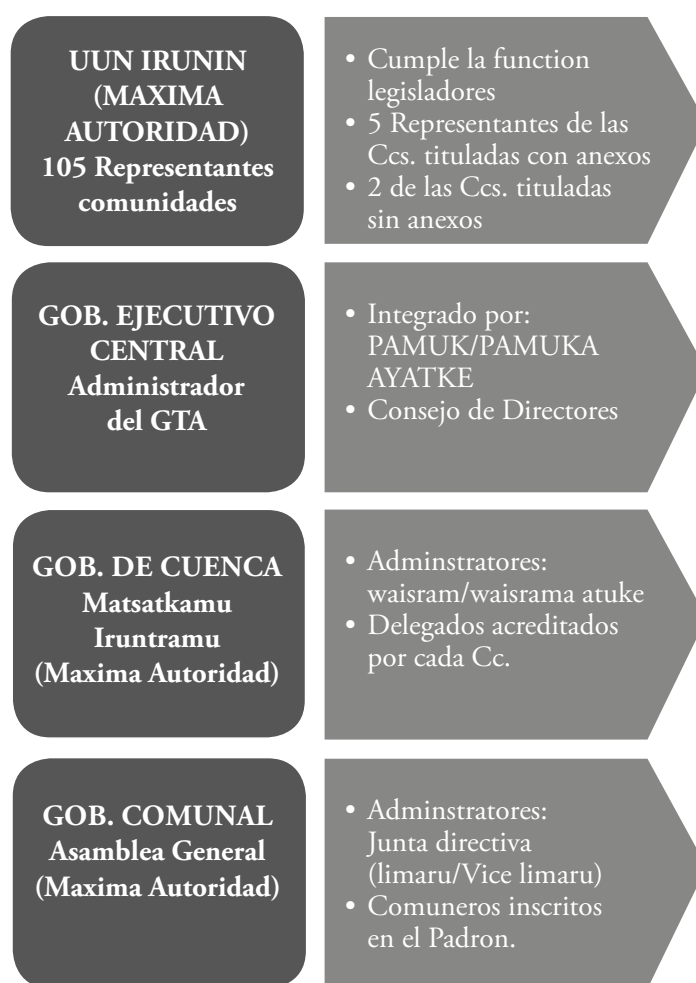 UUN IRUNIN
(MAXIMA
AUTORIDAD)
105 Representantes
comunidades
• Cumple la function
legisladores
• 5 Representantes de las
Ccs. tituladas con anexos
• 2 de las Ccs. tituladas
sin anexos
GOB. EJECUTIVO
CENTRAL
Administrador
del GTA
• Integrado por:
PAMUK/PAMUKA
AYATKE
• Consejo de Directores
GOB. DE CUENCA
Matsatkamu
Iruntramu
(Maxima Autoridad)
• Adminstratores:
waisram/waisrama atuke
• Delegados acreditados
por cada Cc.
GOB. COMUNAL
Asamblea General
(Maxima Autoridad)
• Adminstratores:
Junta directiva
(limaru/Vice limaru)
• Comuneros inscritos
en el Padron.